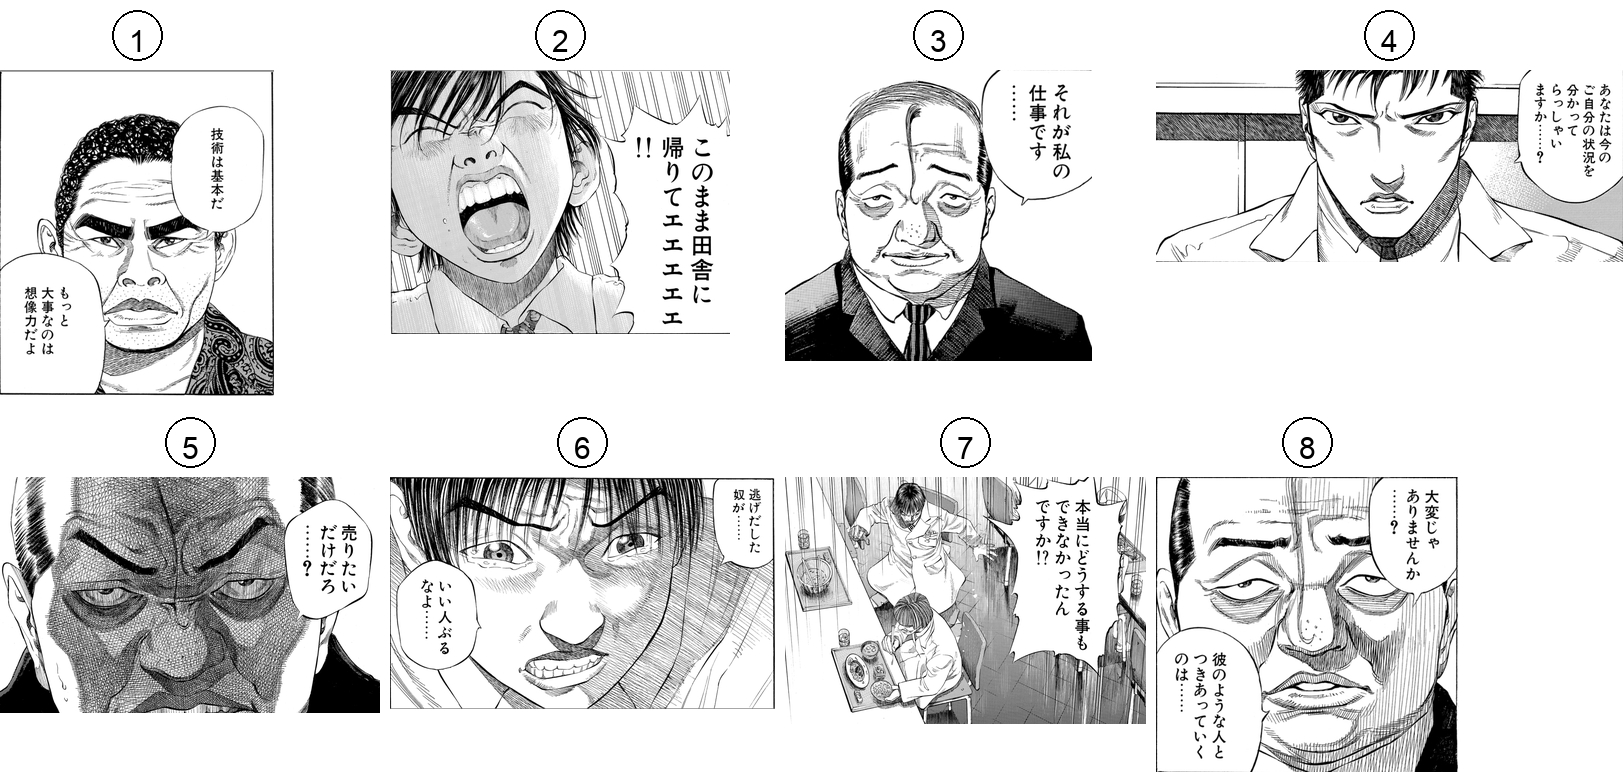 1
技術は基本だ
もっと
大事なのは
想像力だよ
2
このまま田舎に
帰りてエエエエエ
!!
3
それが私の
仕事です
……
4
あなたは今の
ご自分の状況を
分かって
らっしゃい
ますか……?
5
売りたい
だけだろ
……?
6
逃げだした
奴が……
いい人ぶる
なよ……
7
本当にどうする事も
できなかったん
ですか!?
8
大変じゃ
ありませんか
……?
彼のような人と
つきあっていく
のは……